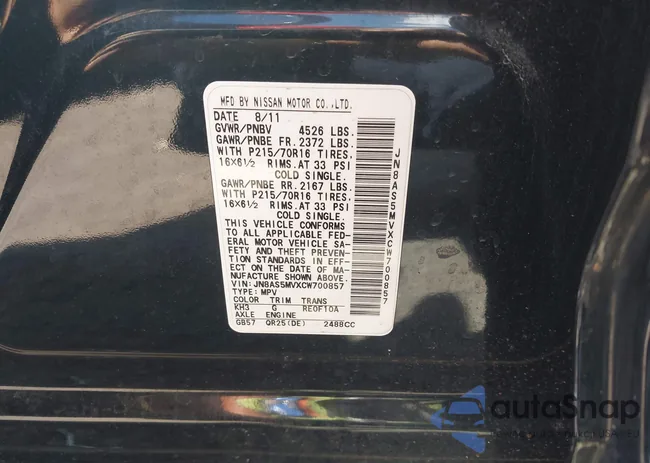 MFD BY NISSAN MOTOR CO.,LTD.
DATE 8/11
GVWR/PNBV 4526 LBS.
GAWR/PNBE FR. 2372 LBS.
WITH P215/70R16 TIRES.
16X6½ RIMS.AT 33 PSI
COLD SINGLE.
GAWR/PNBE RR. 2167 LBS.
WITH P215/70R16 TIRES.
16X6½ RIMS.AT 33 PSI
COLD SINGLE.
THIS VEHICLE CONFORMS
TO ALL APPLICABLE FED-
ERAL MOTOR VEHICLE SA-
FETY AND THEFT PREVEN-
TION STANDARDS IN EFF-
ECT ON THE DATE OF MA-
NUFACTURE SHOWN ABOVE.
VIN: JN8AS5MVXCW700857
TYPE: MPV
COLOR TRIM TRANS
KH3 G RE0F10A
AXLE ENGINE
GB57 QR25(DE) 2488CC
JN8AS5MVXCW700857
autoSnap